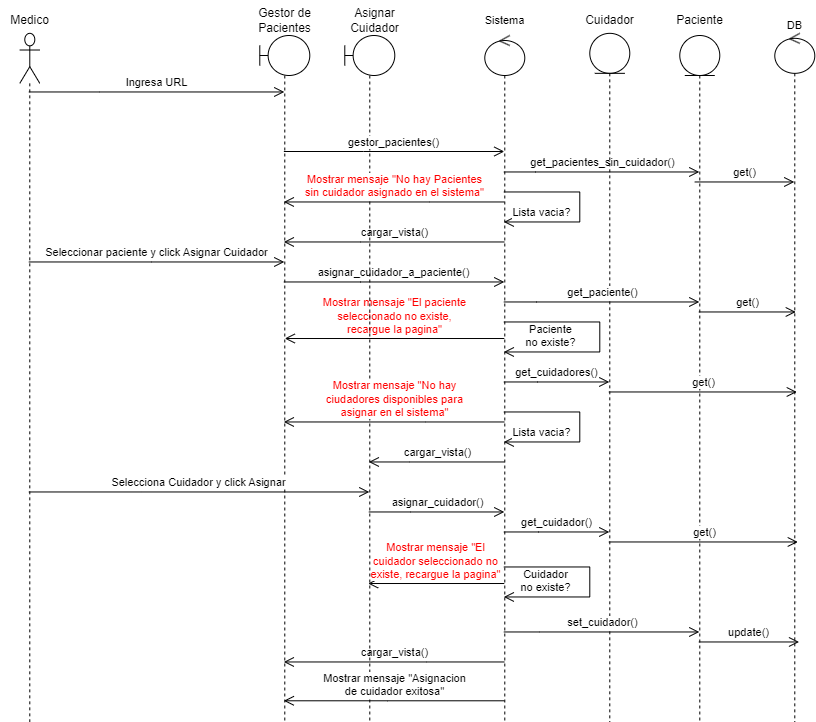 Medico
Gestor de
Pacientes
Asignar
Cuidador
Sistema
Cuidador
Paciente
DB
Ingresa URL
gestor_pacientes()
get_pacientes_sin_cuidador()
get()
Mostrar mensaje "No hay Pacientes
sin cuidador asignado en el sistema"
Lista vacia?
cargar_vista()
Seleccionar paciente y click Asignar Cuidador
asignar_cuidador_a_paciente()
get_paciente()
get()
Mostrar mensaje "El paciente
seleccionado no existe,
recargue la pagina"
Paciente
no existe?
get_cuidadores()
get()
Mostrar mensaje "No hay
ciudadores disponibles para
asignar en el sistema"
Lista vacia?
cargar_vista()
Selecciona Cuidador y click Asignar
asignar_cuidador()
get_cuidador()
get()
Mostrar mensaje "El
cuidador seleccionado no
existe, recargue la pagina"
Cuidador
no existe?
set_cuidador()
update()
cargar_vista()
Mostrar mensaje "Asignacion
de cuidador exitosa"